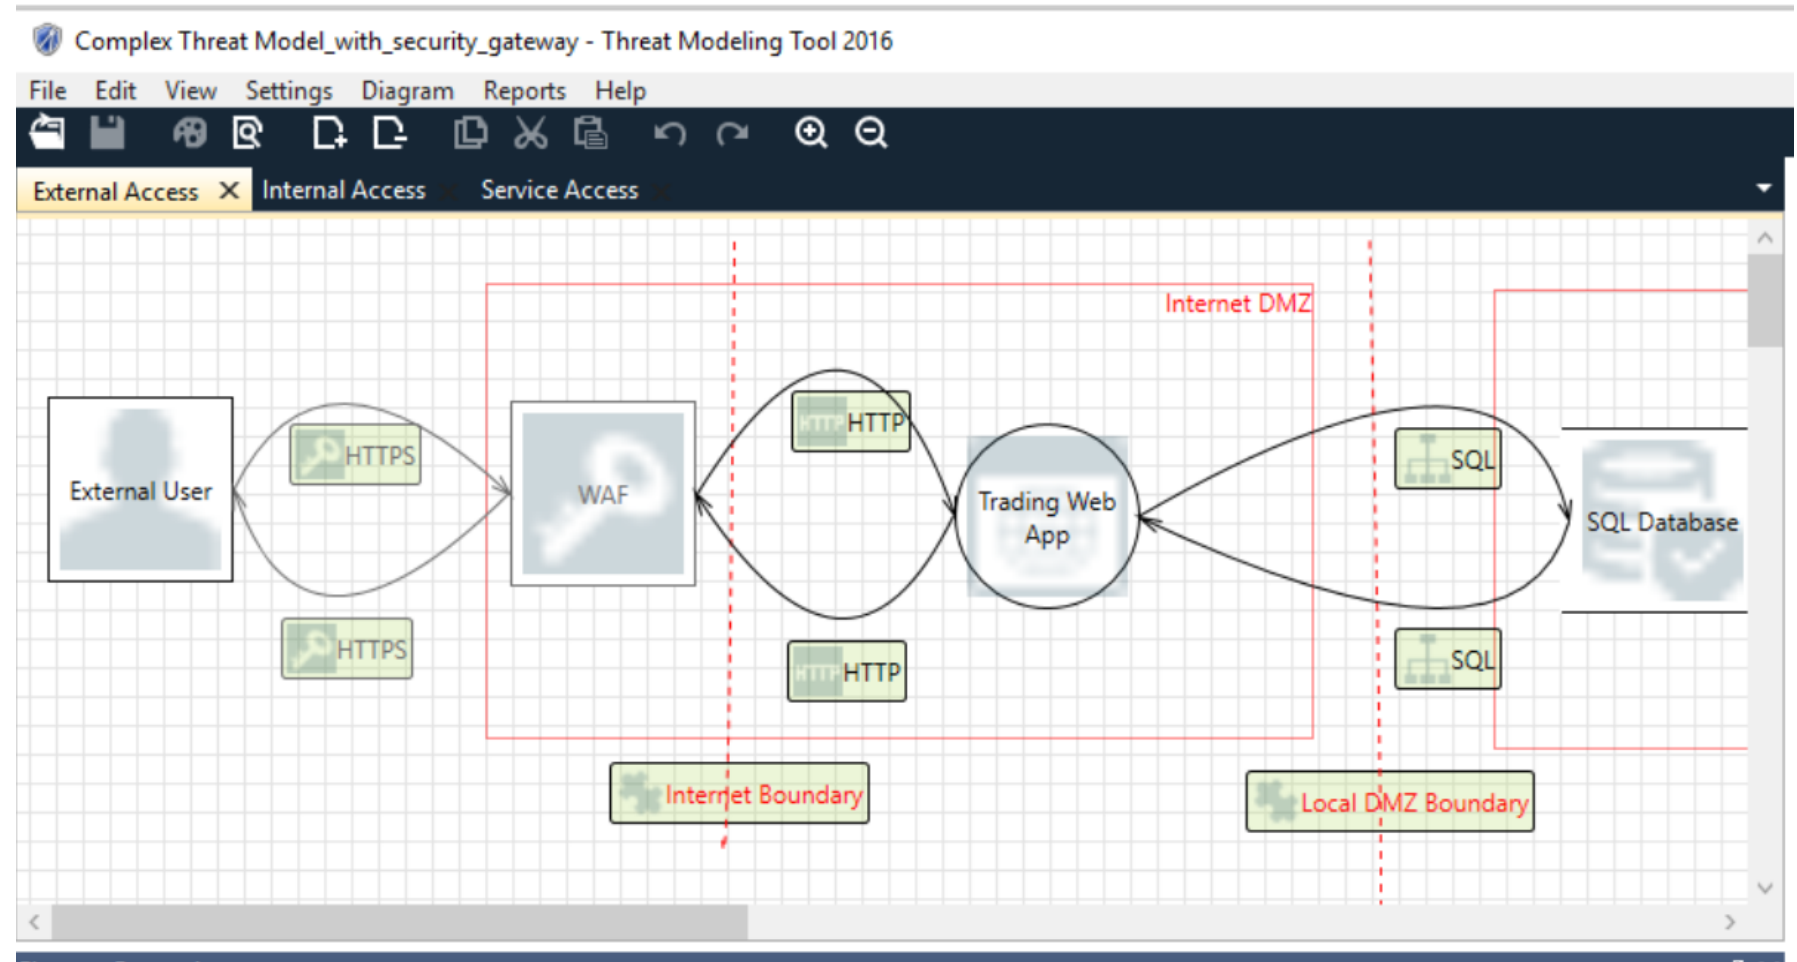 Complex Threat Model_with_security_gateway - Threat Modeling Tool 2016
File Edit View Settings Diagram Reports Help
External Access Internal Access Service Access
Internet DMZ
HTTP HTTP
HTTPS
SQL
External User
WAF
Trading Web
App
SQL Database
HTTPS
HTTP HTTP
SQL
Internet Boundary
Local DMZ Boundary